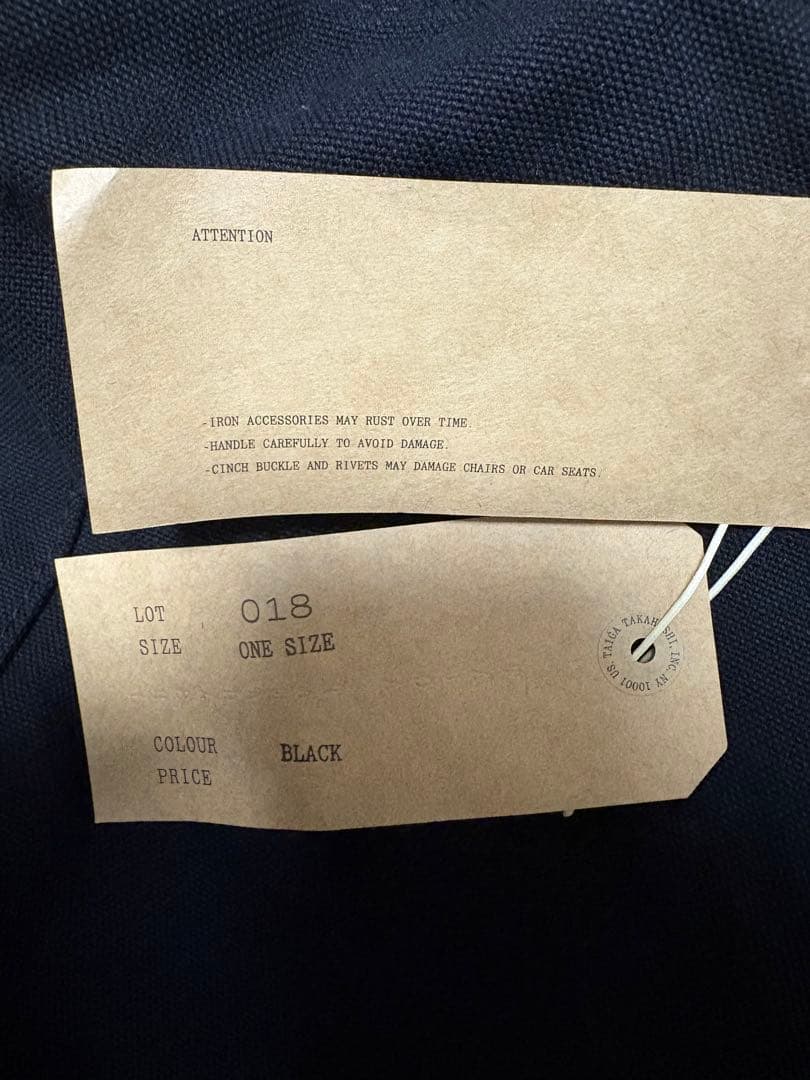 ATTENTION
-IRON ACCESSORIES MAY RUST OVER TIME.
-HANDLE CAREFULLY TO AVOID DAMAGE.
-CINCH BUCKLE AND RIVETS MAY DAMAGE CHAIRS OR CAR SEATS.
LOT 018
SIZE ONE SIZE
COLOUR BLACK
PRICE
TAIGA TAKAHASHI, INC. NY 10001 US.